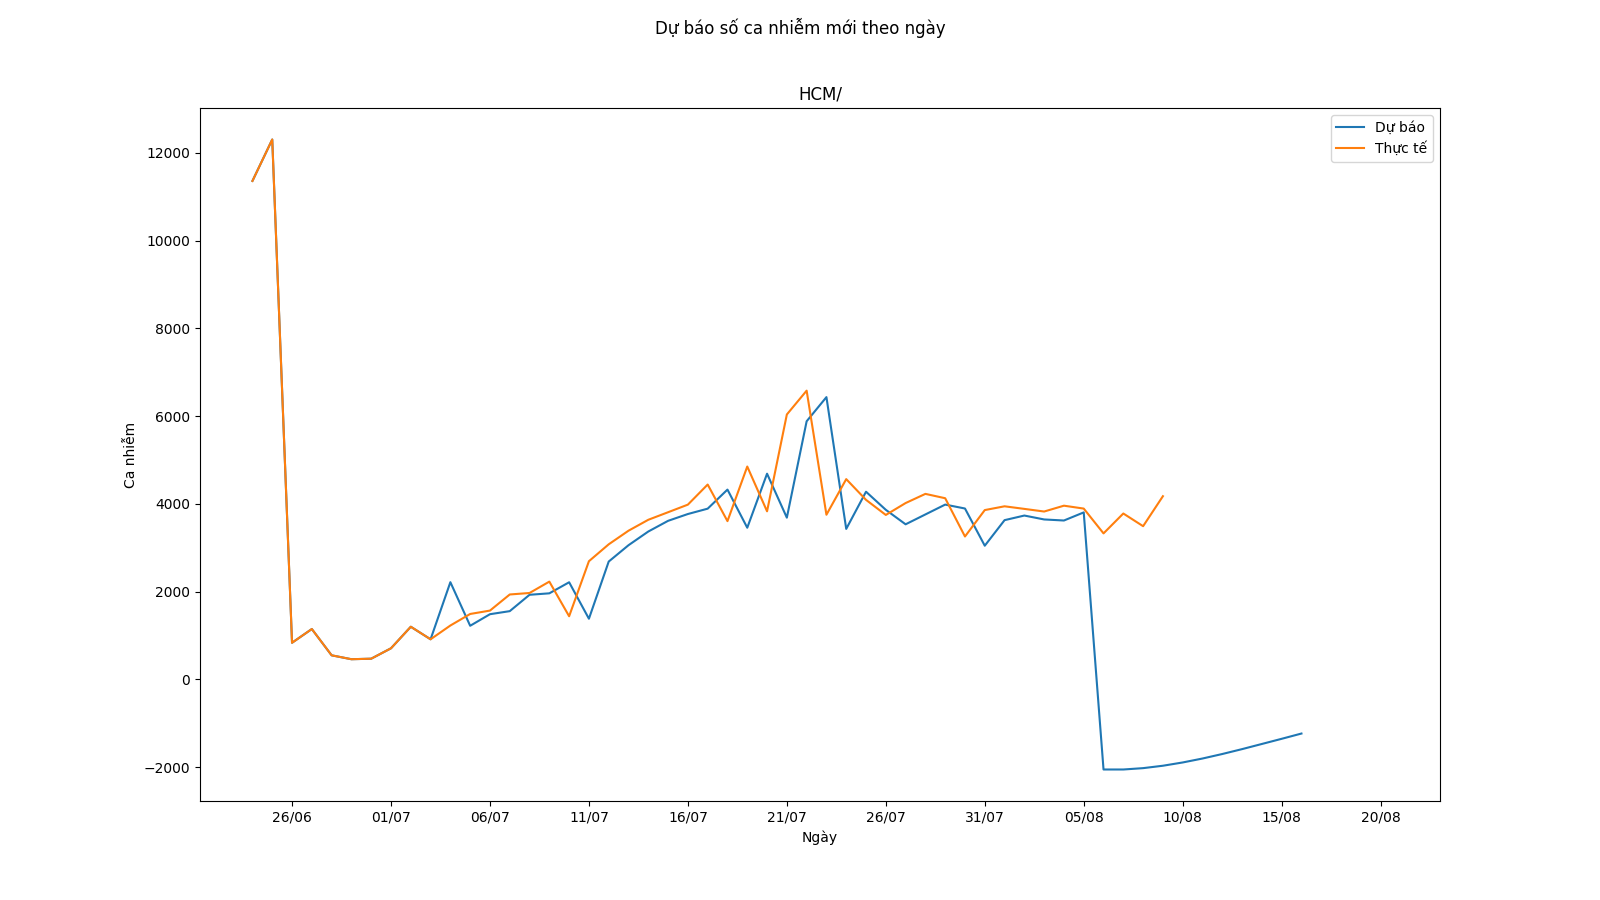 Dự báo số ca nhiễm mới theo ngày
HCM/
Dự báo
Thực tế
12000
10000
8000
6000
4000
2000
0
−2000
Ca nhiễm
26/06 01/07 06/07 11/07 16/07 21/07 26/07 31/07 05/08 10/08 15/08 20/08
Ngày